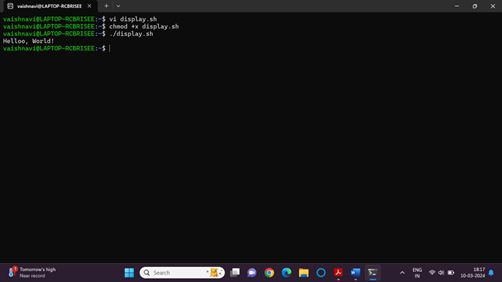 vaishnavi@LAPTOP-RCBRISEE: ~
vaishnavi@LAPTOP-RCBRISEE:~$ vi display.sh
vaishnavi@LAPTOP-RCBRISEE:~$ chmod +x display.sh
vaishnavi@LAPTOP-RCBRISEE:~$ ./display.sh
Helloo, World!
vaishnavi@LAPTOP-RCBRISEE:~$
Tomorrow's high
Near record
Search
ENG
IN
18:17
10-03-2024